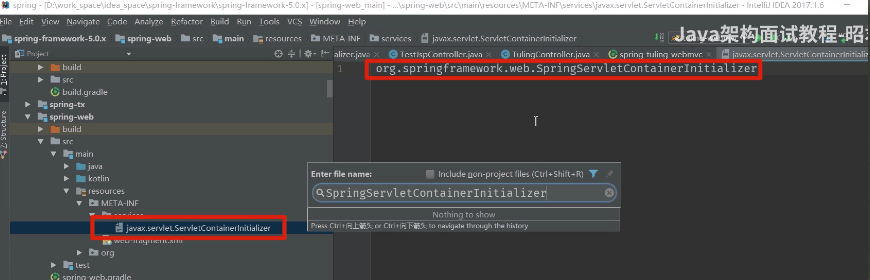 spring - [D:\work_space\idea_space\spring-framework-5.0.x] - [spring-web_main] - ...\spring-web\src\main\resources\META-INF\services\javax.servlet.ServletContainerInitializer - IntelliJ IDEA 2017.1.6
File Edit View Navigate Code Analyze Refactor Build Run Tools VCS Window Help
spring-framework-5.0.x spring-web src main resources META-INF services javax.servlet.ServletContainerInitializer
Java架构面试教程-昭
Project
alizer.java TestJspController.java TulingController.java spring-tuling-webmvc javax.servlet.ServletContainerInitializer
1: Project
Z: Structure
build
src
build.gradle
spring-tx
spring-web
build
src
main
java
kotlin
resources
META-INF
services
javax.servlet.ServletContainerInitializer
web-fragment.xml
org
test
spring-web.gradle
1 org.springframework.web.SpringServletContainerInitializer
Enter file name: Include non-project files (Ctrl+Shift+R)
SpringServletContainerInitializer
Nothing to show
Press Ctrl+向上箭头 or Ctrl+向下箭头 to navigate through the history